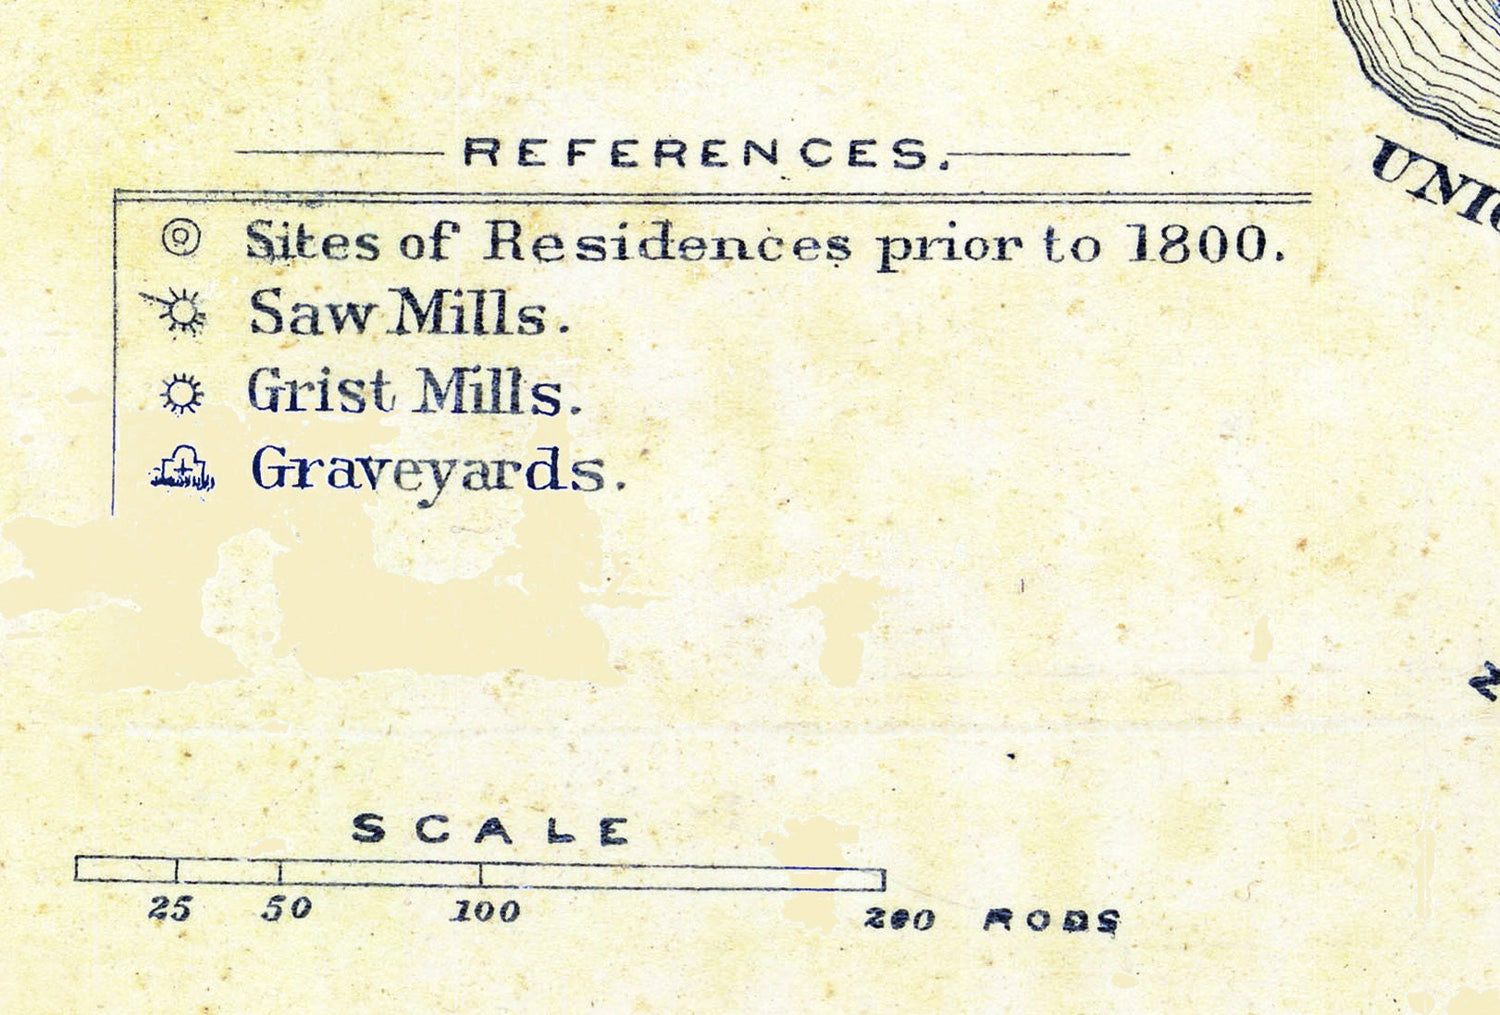 REFERENCES.
Sites of Residences prior to 1800.
Saw Mills.
Grist Mills.
Graveyards.
SCALE
25 50 100 200 RODS